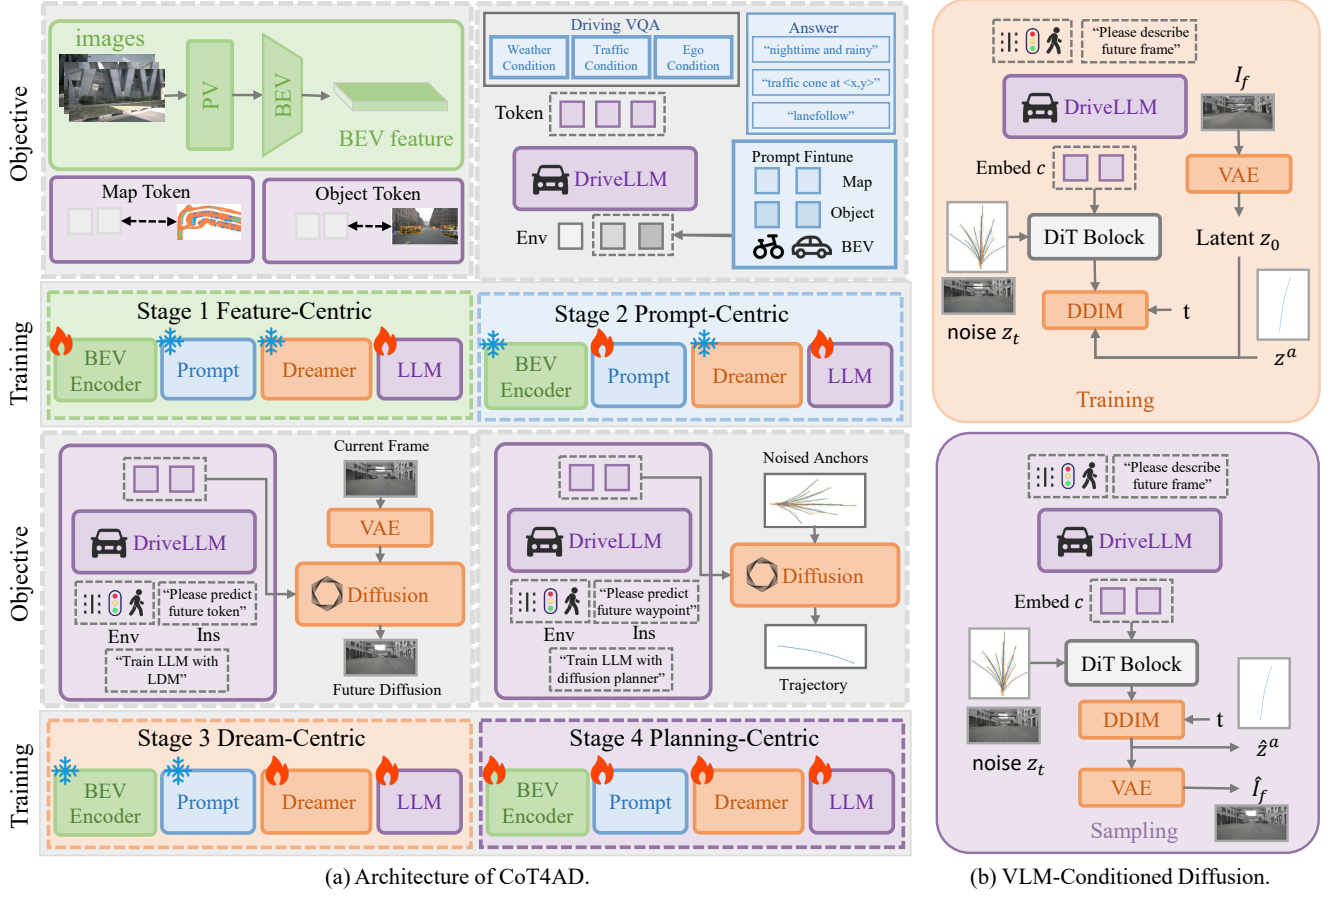 Objective
images
PV
BEV
BEV feature
Map Token
Object Token
Driving VQA
Weather
Condition
Traffic
Condition
Ego
Condition
Answer
“nighttime and rainy”
“traffic cone at <x,y>”
“lanefollow”
Token
DriveLLM
Env
Prompt Fintune
Map
Object
BEV
Training
Stage 1 Feature-Centric
BEV
Encoder
Prompt
Dreamer
LLM
Stage 2 Prompt-Centric
BEV
Encoder
Prompt
Dreamer
LLM
Objective
DriveLLM
“Please predict
future token”
Env
Ins
“Train LLM with
LDM”
Current Frame
VAE
Diffusion
Future Diffusion
DriveLLM
“Please predict
future waypoint”
Env
Ins
“Train LLM with
diffusion planner”
Noised Anchors
Diffusion
Trajectory
Training
Stage 3 Dream-Centric
BEV
Encoder
Prompt
Dreamer
LLM
Stage 4 Planning-Centric
BEV
Encoder
Prompt
Dreamer
LLM
(a) Architecture of CoT4AD.
“Please describe
future frame”
DriveLLM
I_f
Embed c
VAE
DiT Bolock
Latent z_0
DDIM
t
noise z_t
z^a
Training
“Please describe
future frame”
DriveLLM
Embed c
DiT Bolock
DDIM
t
noise z_t
ẑ^a
VAE
Î_f
Sampling
(b) VLM-Conditioned Diffusion.